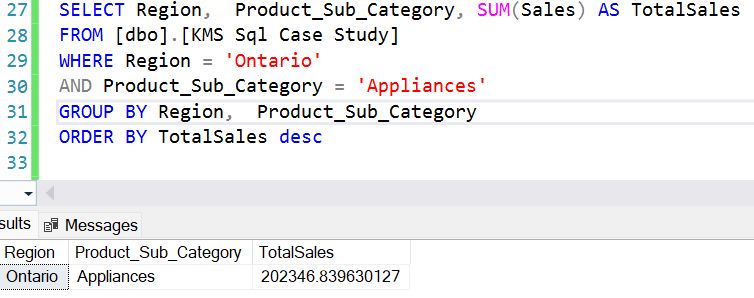 27 SELECT Region,  Product_Sub_Category, SUM(Sales) AS TotalSales
28 FROM [dbo].[KMS Sql Case Study]
29 WHERE Region = 'Ontario'
30 AND Product_Sub_Category = 'Appliances'
31 GROUP BY Region,  Product_Sub_Category
32 ORDER BY TotalSales desc
33
sults Messages
Region Product_Sub_Category TotalSales
Ontario Appliances 202346.839630127